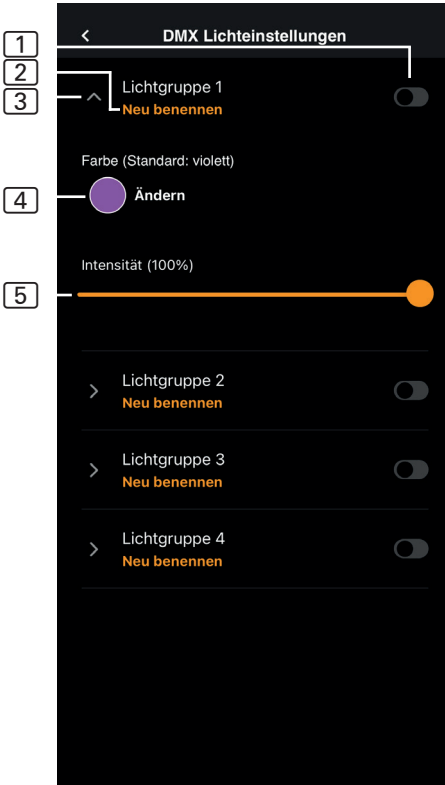 1
DMX Lichteinstellungen
2
Lichtgruppe 1
3
Neu benennen
Farbe (Standard: violett)
4
Ändern
Intensität (100%)
5
Lichtgruppe 2
Neu benennen
Lichtgruppe 3
Neu benennen
Lichtgruppe 4
Neu benennen